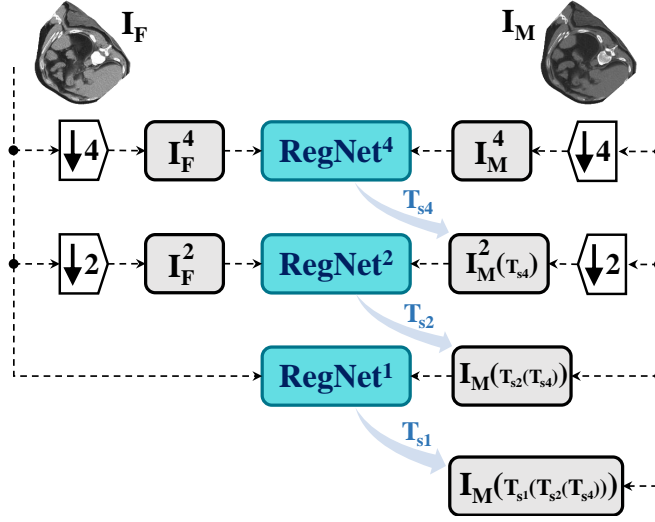 I_F I_M
↓4 I_F^4 RegNet^4 I_M^4 ↓4
T_s4
↓2 I_F^2 RegNet^2 I_M^2(T_s4) ↓2
T_s2
RegNet^1 I_M(T_s2(T_s4))
T_s1
I_M(T_s1(T_s2(T_s4)))